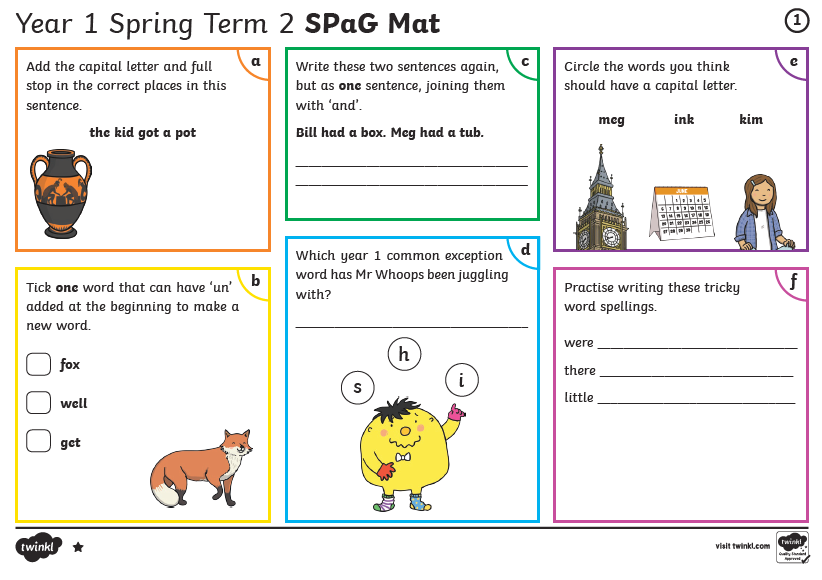 Year 1 Spring Term 2 SPaG Mat
1
a
Add the capital letter and full
stop in the correct places in this
sentence.
the kid got a pot
b
Tick one word that can have ‘un’
added at the beginning to make a
new word.
fox
well
get
c
Write these two sentences again,
but as one sentence, joining them
with ‘and’.
Bill had a box. Meg had a tub.
d
Which year 1 common exception
word has Mr Whoops been juggling
with?
s
h
i
e
Circle the words you think
should have a capital letter.
meg ink kim
JUNE
f
Practise writing these tricky
word spellings.
were
there
little
twinkl
visit twinkl.com
twinkl
Quality Standard
Approved